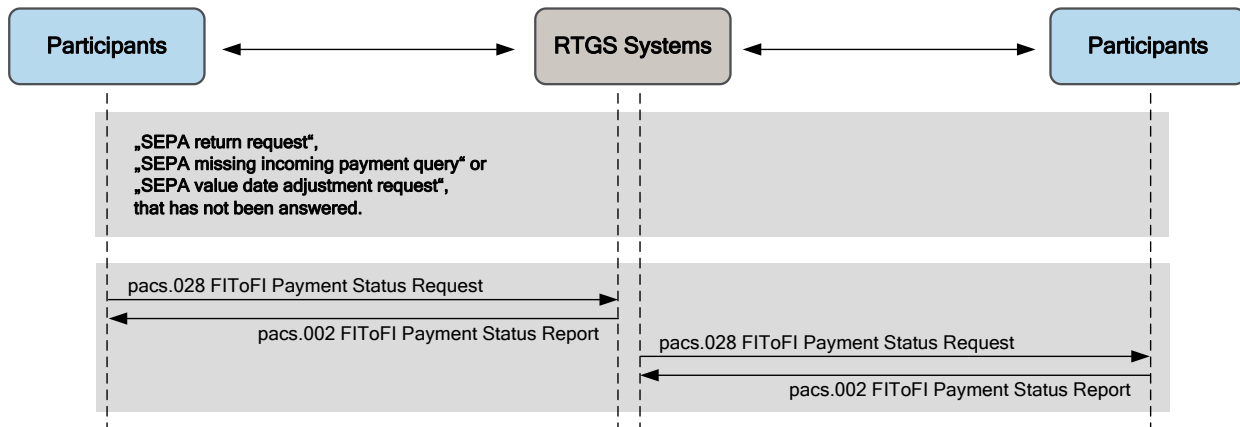 Participants
RTGS Systems
Participants
„SEPA return request“,
„SEPA missing incoming payment query“ or
„SEPA value date adjustment request“,
that has not been answered.
pacs.028 FIToFI Payment Status Request
pacs.002 FIToFI Payment Status Report
pacs.028 FIToFI Payment Status Request
pacs.002 FIToFI Payment Status Report